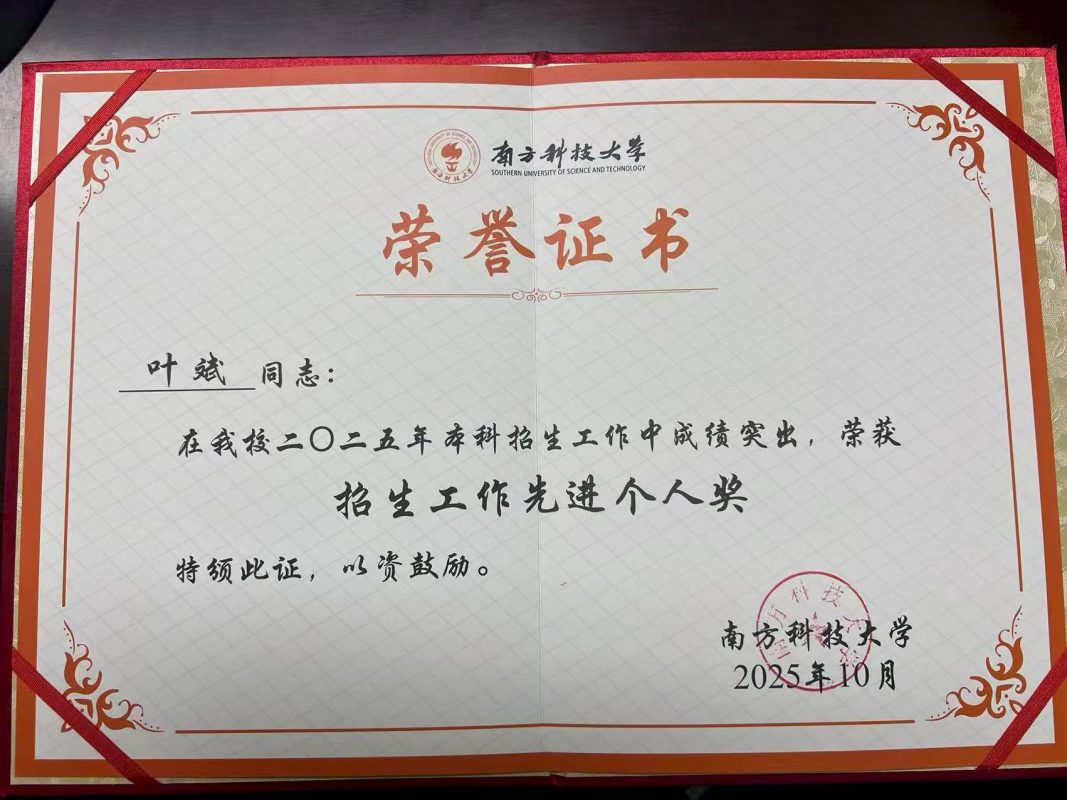 南方科技大学
SOUTHERN UNIVERSITY OF SCIENCE AND TECHNOLOGY
荣誉证书
叶斌 同志：
在我校二〇二五年本科招生工作中成绩突出，荣获
招生工作先进个人奖
特颁此证，以资鼓励。
南方科技大学
2025年10月